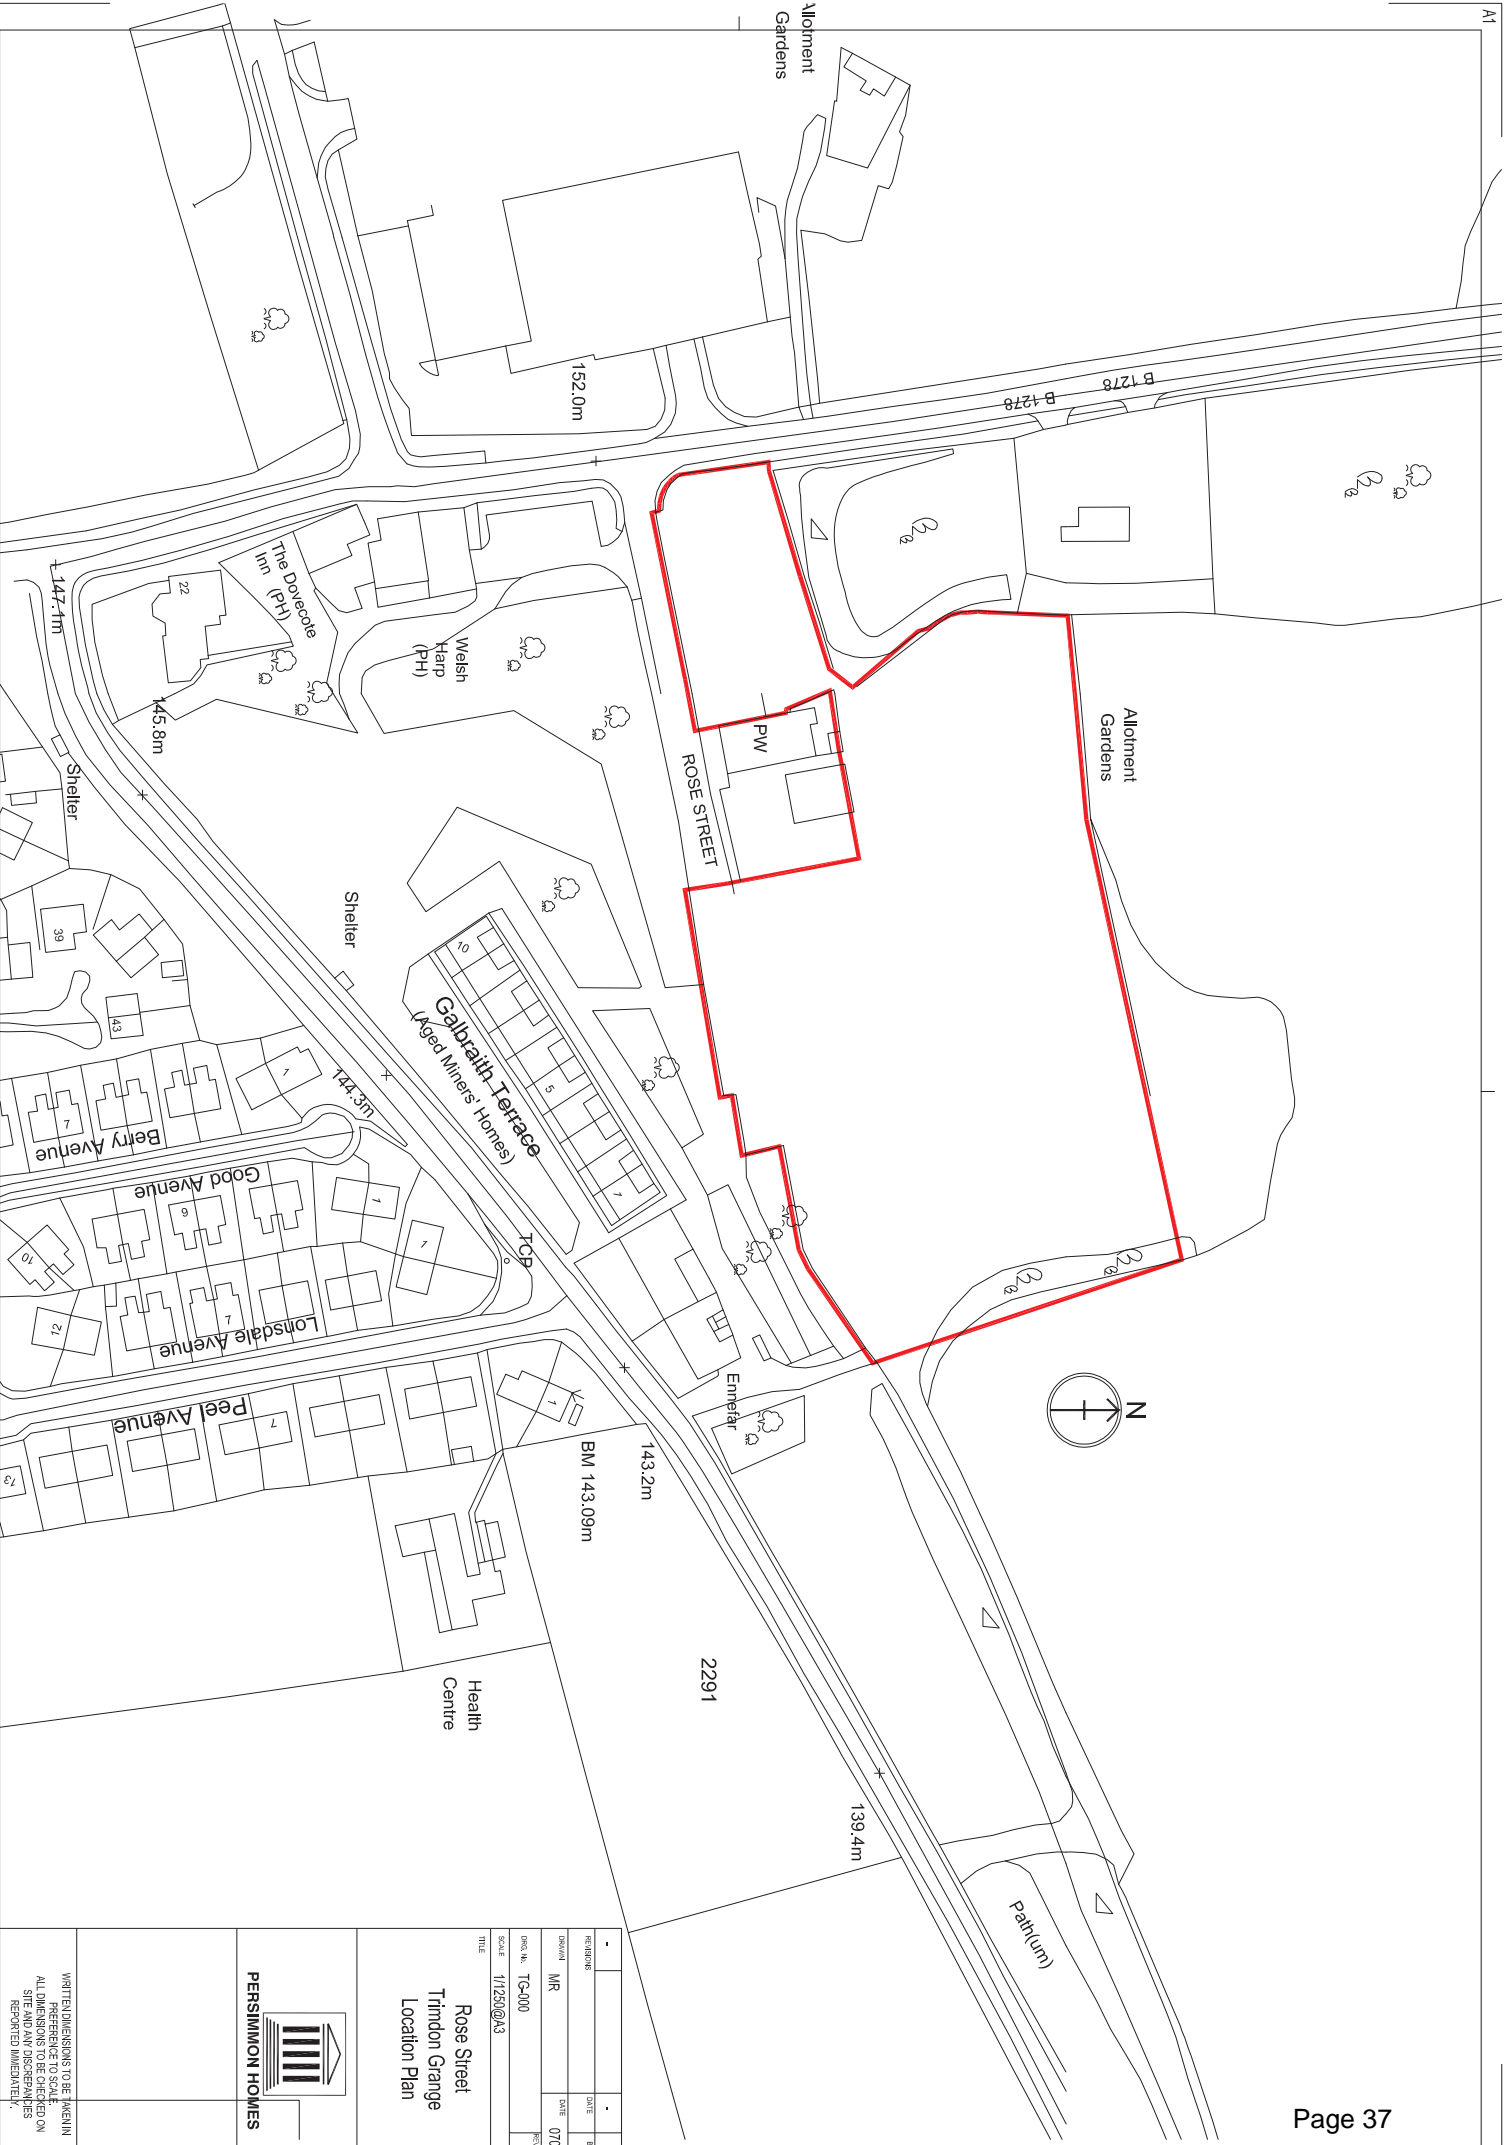 A1
Allotment
Gardens
B 1278
B 1278
152.0m
Allotment
Gardens
The Dovecote
Inn (PH)
22
147.1m
145.8m
Welsh
Harp
(PH)
PW
ROSE STREET
Shelter
Shelter
39
43
10
5
1
Galbraith Terrace
(Aged Miners' Homes)
144.3m
1
7
Berry Avenue
Good Avenue
1
6
10
1
7
12
Lonsdale Avenue
TCP
Peel Avenue
7
13
1
Ennefar
N
BM 143.09m
143.2m
Health
Centre
2291
139.4m
Path(um)
-
-
REVISIONS
DATE
DRAWN
MR
DATE
DRG. No.
TG-000
SCALE
1/1250@A3
TITLE
Rose Street
Trimdon Grange
Location Plan
PERSIMMON HOMES
WRITTEN DIMENSIONS TO BE TAKEN IN
PREFERENCE TO SCALE.
ALL DIMENSIONS TO BE CHECKED ON
SITE AND ANY DISCREPANCIES
REPORTED IMMEDIATELY.
Page 37